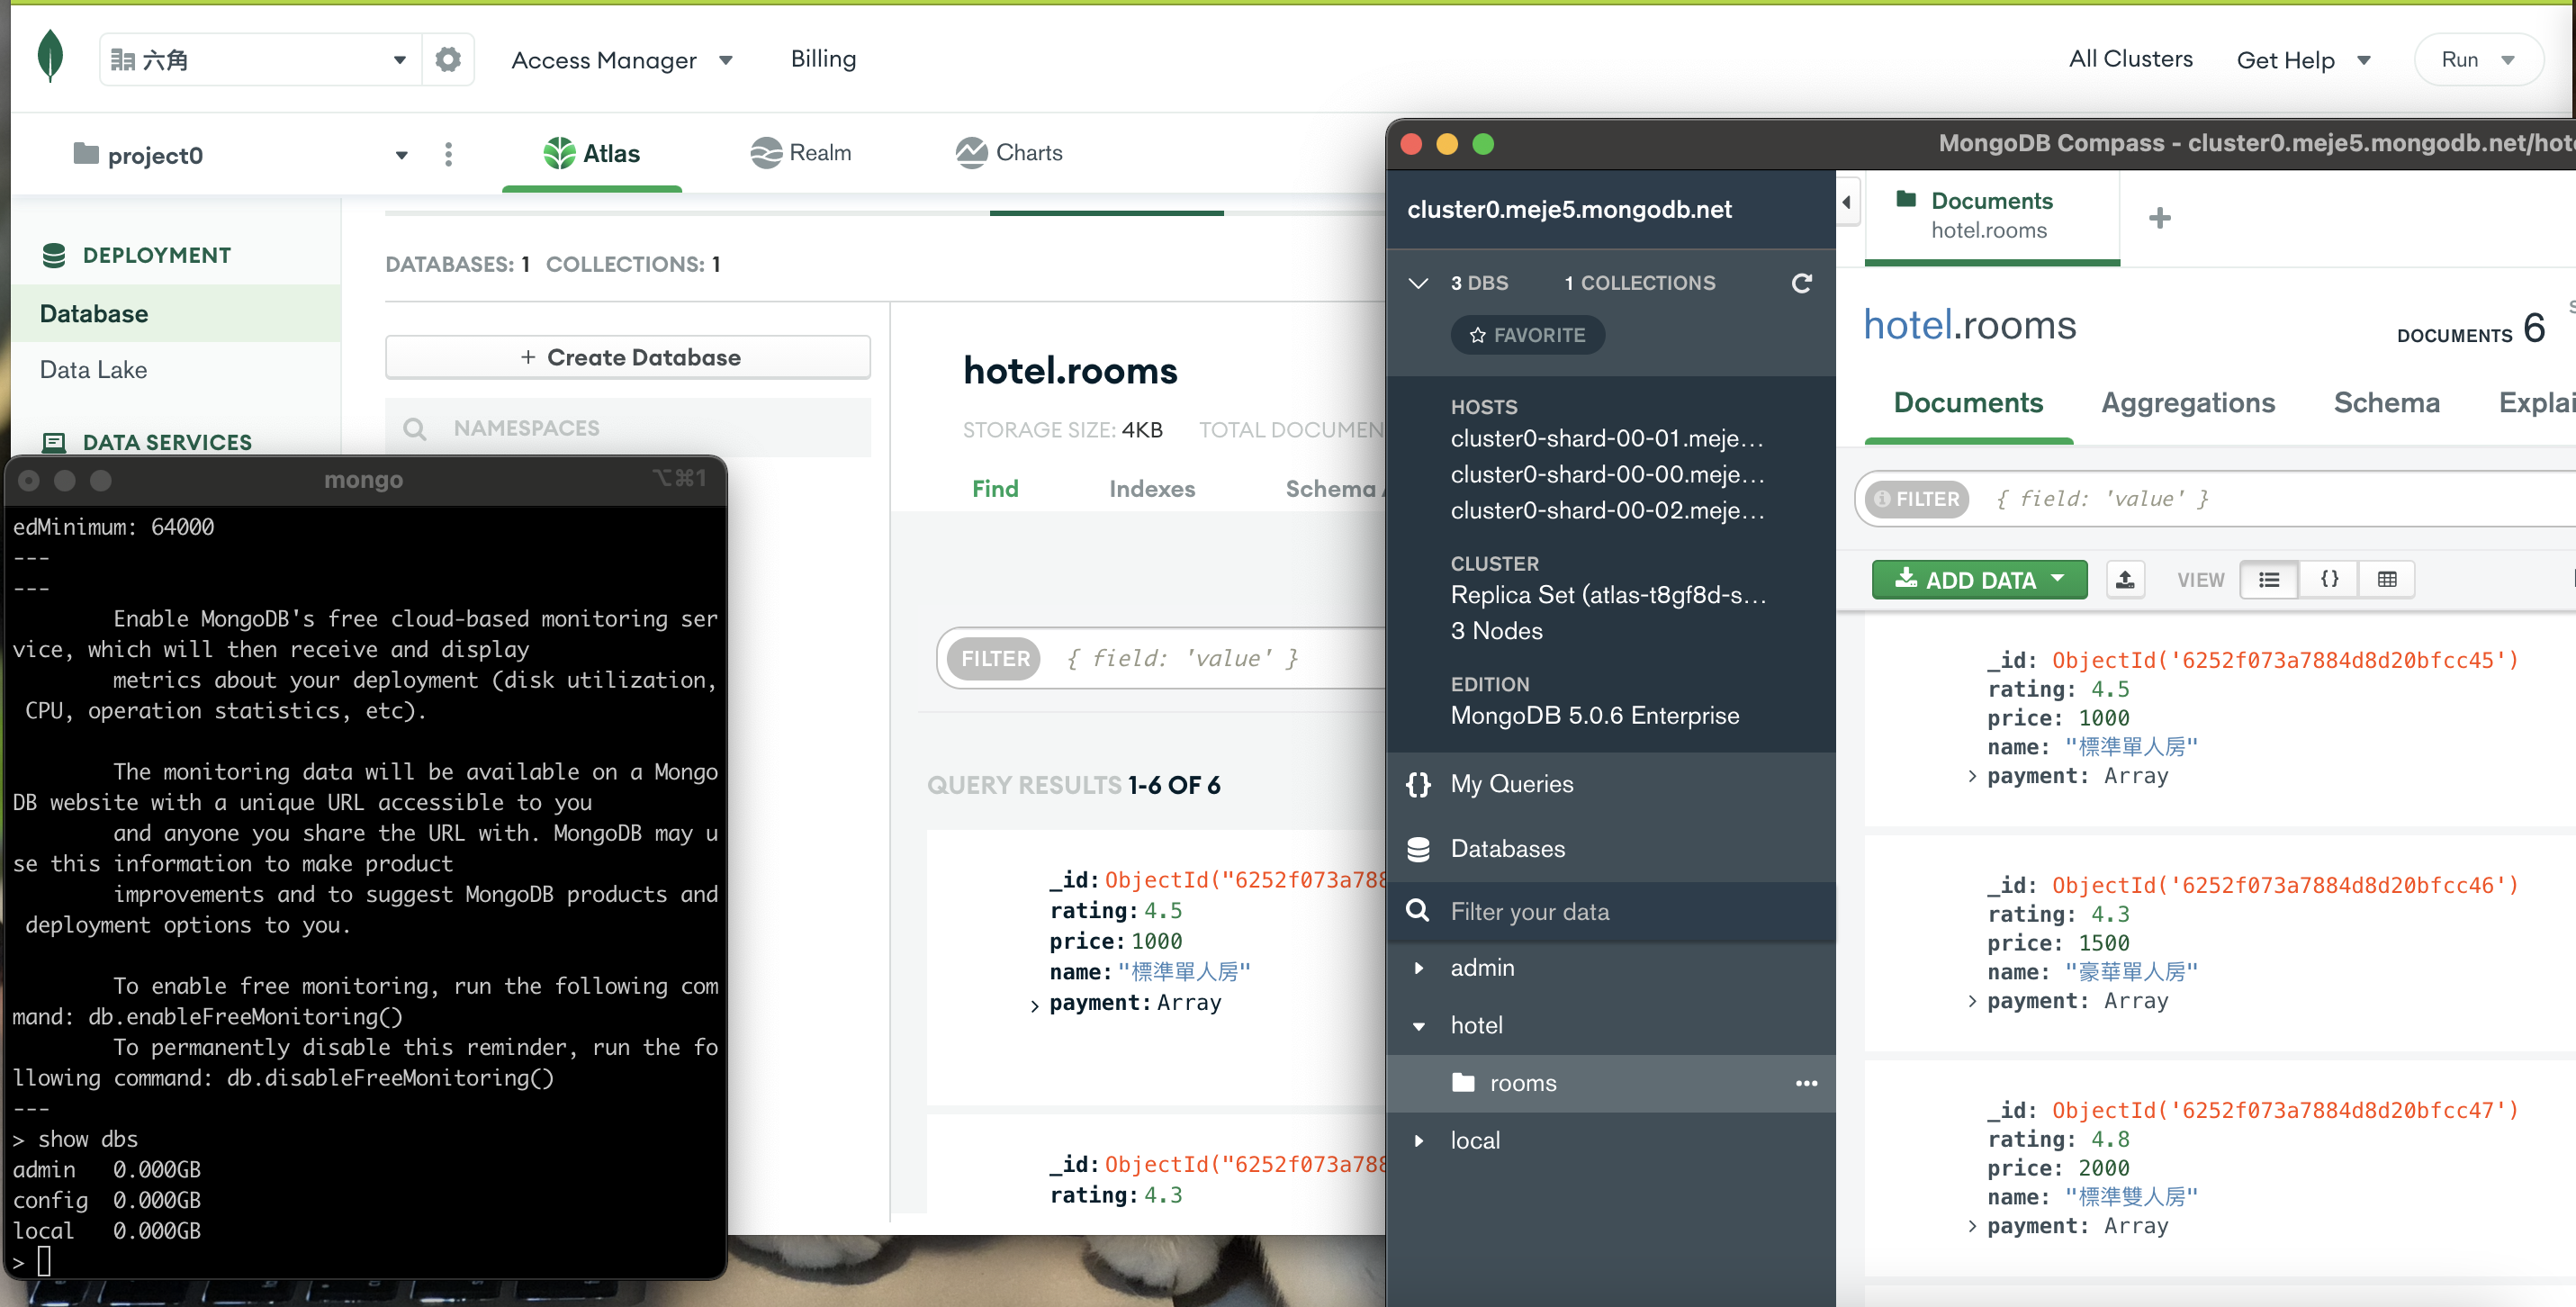 六角
Access Manager
Billing
All Clusters
Get Help
Run
project0
Atlas
Realm
Charts
DEPLOYMENT
Database
Data Lake
DATA SERVICES
DATABASES: 1 COLLECTIONS: 1
+ Create Database
NAMESPACES
hotel.rooms
STORAGE SIZE: 4KB TOTAL DOCUMEN
Find
Indexes
Schema
FILTER { field: 'value' }
QUERY RESULTS 1-6 OF 6
_id: ObjectId("6252f073a788
rating: 4.5
price: 1000
name: "標準單人房"
> payment: Array
_id: ObjectId("6252f073a788
rating: 4.3
mongo ⌥⌘1
edMinimum: 64000
---
---
Enable MongoDB's free cloud-based monitoring ser
vice, which will then receive and display
metrics about your deployment (disk utilization,
CPU, operation statistics, etc).
The monitoring data will be available on a Mongo
DB website with a unique URL accessible to you
and anyone you share the URL with. MongoDB may u
se this information to make product
improvements and to suggest MongoDB products and
deployment options to you.
To enable free monitoring, run the following com
mand: db.enableFreeMonitoring()
To permanently disable this reminder, run the fo
llowing command: db.disableFreeMonitoring()
---
> show dbs
admin 0.000GB
config 0.000GB
local 0.000GB
>
MongoDB Compass - cluster0.meje5.mongodb.net/hote
cluster0.meje5.mongodb.net
3 DBS 1 COLLECTIONS
FAVORITE
HOSTS
cluster0-shard-00-01.meje...
cluster0-shard-00-00.meje...
cluster0-shard-00-02.meje...
CLUSTER
Replica Set (atlas-t8gf8d-s...
3 Nodes
EDITION
MongoDB 5.0.6 Enterprise
{} My Queries
Databases
Filter your data
admin
hotel
rooms
local
Documents
hotel.rooms
+
hotel.rooms
DOCUMENTS 6
Documents
Aggregations
Schema
Explai
FILTER { field: 'value' }
ADD DATA
VIEW
{}
_id: ObjectId('6252f073a7884d8d20bfcc45')
rating: 4.5
price: 1000
name: "標準單人房"
> payment: Array
_id: ObjectId('6252f073a7884d8d20bfcc46')
rating: 4.3
price: 1500
name: "豪華單人房"
> payment: Array
_id: ObjectId('6252f073a7884d8d20bfcc47')
rating: 4.8
price: 2000
name: "標準雙人房"
> payment: Array